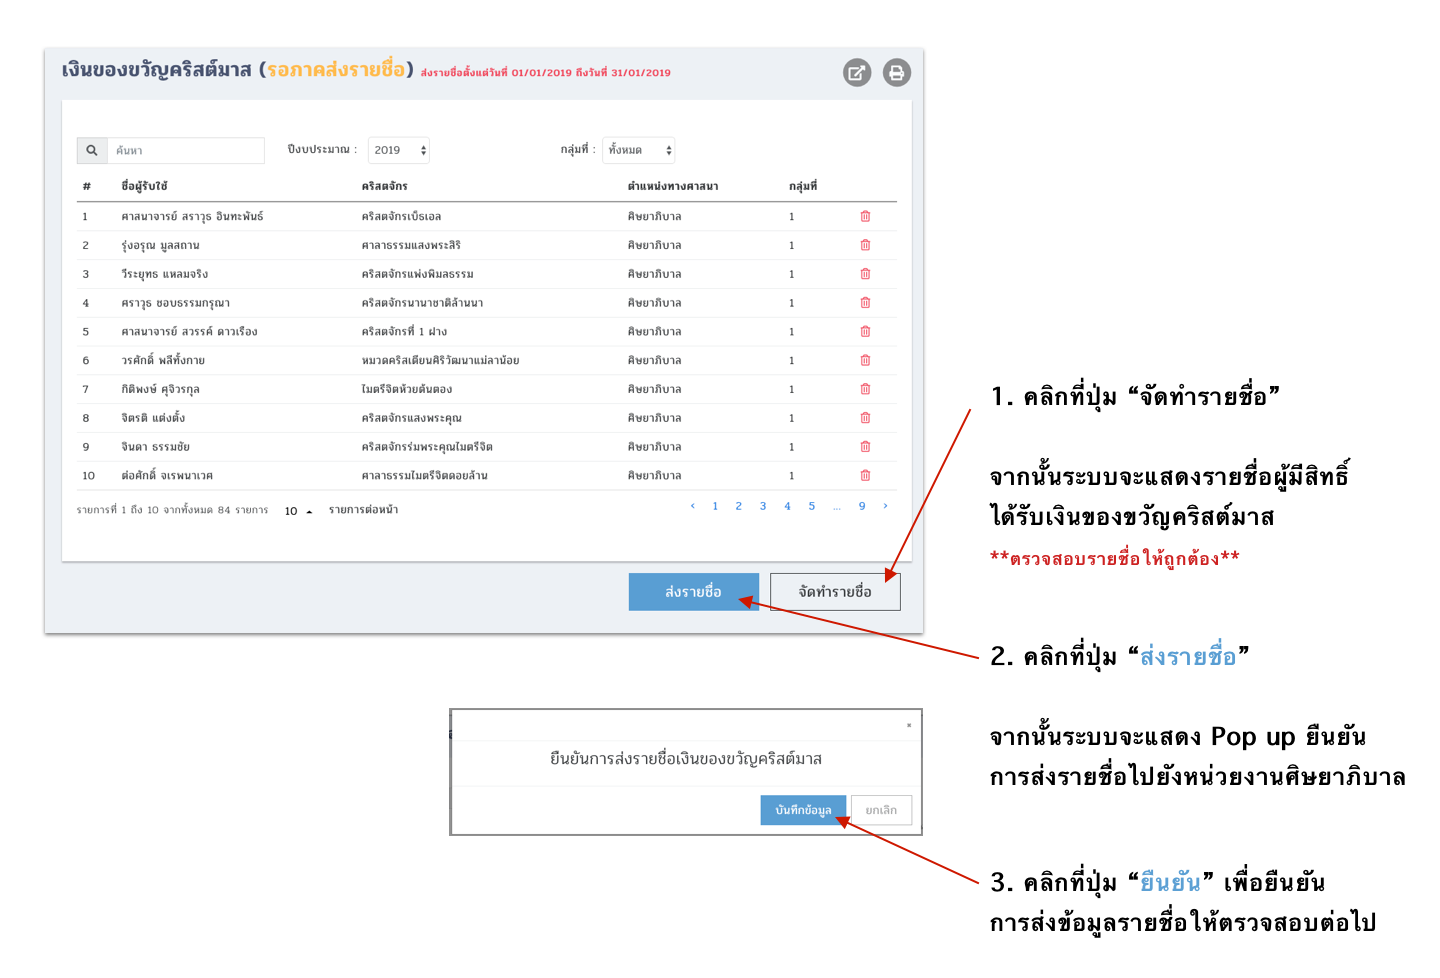 เงินของขวัญคริสต์มาส (รอภาคส่งรายชื่อ) ส่งรายชื่อตั้งแต่วันที่ 01/01/2019 ถึงวันที่ 31/01/2019
ค้นหา ปีงบประมาณ : 2019 กลุ่มที่ : ทั้งหมด
# ชื่อผู้รับใช้ คริสตจักร ตำแหน่งทางศาสนา กลุ่มที่
1 ศาสนาจารย์ สราวุธ อินทะพันธ์ คริสตจักรเบ็ธเอล ศิษยาภิบาล 1
2 รุ่งอรุณ มูลสถาน ศาลาธรรมแสงพระสิริ ศิษยาภิบาล 1
3 วีระยุทธ แหลมจริง คริสตจักรแพ่งพิมลธรรม ศิษยาภิบาล 1
4 ศราวุธ ชอบธรรมกรุณา คริสตจักรนานาชาติล้านนา ศิษยาภิบาล 1
5 ศาสนาจารย์ สวรรค์ ดาวเรือง คริสตจักรที่ 1 ฝาง ศิษยาภิบาล 1
6 วรศักดิ์ พลีทั้งกาย หมวดคริสเตียนศิริวัฒนาแม่ลาน้อย ศิษยาภิบาล 1
7 กิติพงษ์ ศุจิวรกุล ไมตรีจิตห้วยต้นตอง ศิษยาภิบาล 1
8 จิตรติ แต่งตั้ง คริสตจักรแสงพระคุณ ศิษยาภิบาล 1
9 จินดา ธรรมชัย คริสตจักรร่มพระคุณไมตรีจิต ศิษยาภิบาล 1
10 ต่อศักดิ์ จเรพนาเวศ ศาลาธรรมไมตรีจิตดอยล้าน ศิษยาภิบาล 1
รายการที่ 1 ถึง 10 จากทั้งหมด 84 รายการ 10 รายการต่อหน้า ‹ 1 2 3 4 5 ... 9 ›
ส่งรายชื่อ จัดทำรายชื่อ
1. คลิกที่ปุ่ม “จัดทำรายชื่อ”
จากนั้นระบบจะแสดงรายชื่อผู้มีสิทธิ์
ได้รับเงินของขวัญคริสต์มาส
**ตรวจสอบรายชื่อให้ถูกต้อง**
2. คลิกที่ปุ่ม “ส่งรายชื่อ”
จากนั้นระบบจะแสดง Pop up ยืนยัน
การส่งรายชื่อไปยังหน่วยงานศิษยาภิบาล
×
ยืนยันการส่งรายชื่อเงินของขวัญคริสต์มาส
บันทึกข้อมูล ยกเลิก
3. คลิกที่ปุ่ม “ยืนยัน” เพื่อยืนยัน
การส่งข้อมูลรายชื่อให้ตรวจสอบต่อไป